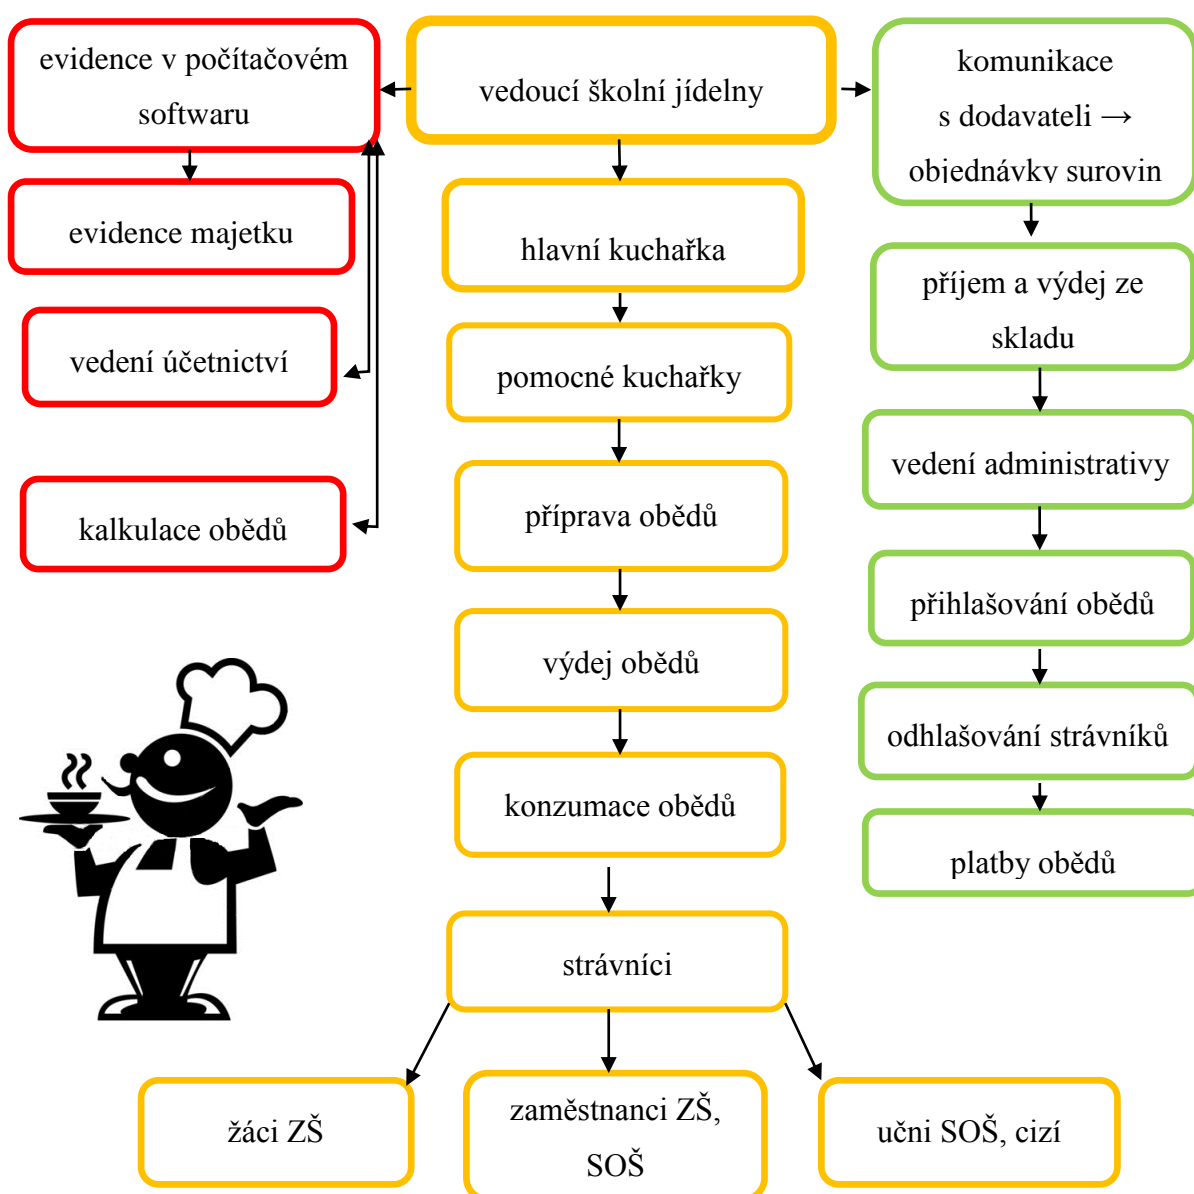 evidence v počítačovém
softwaru
vedoucí školní jídelny
komunikace
s dodavateli →
objednávky surovin
evidence majetku
hlavní kuchařka
příjem a výdej ze
skladu
vedení účetnictví
pomocné kuchařky
vedení administrativy
kalkulace obědů
příprava obědů
přihlašování obědů
výdej obědů
odhlašování strávníků
konzumace obědů
platby obědů
strávníci
žáci ZŠ
zaměstnanci ZŠ,
SOŠ
učni SOŠ, cizí